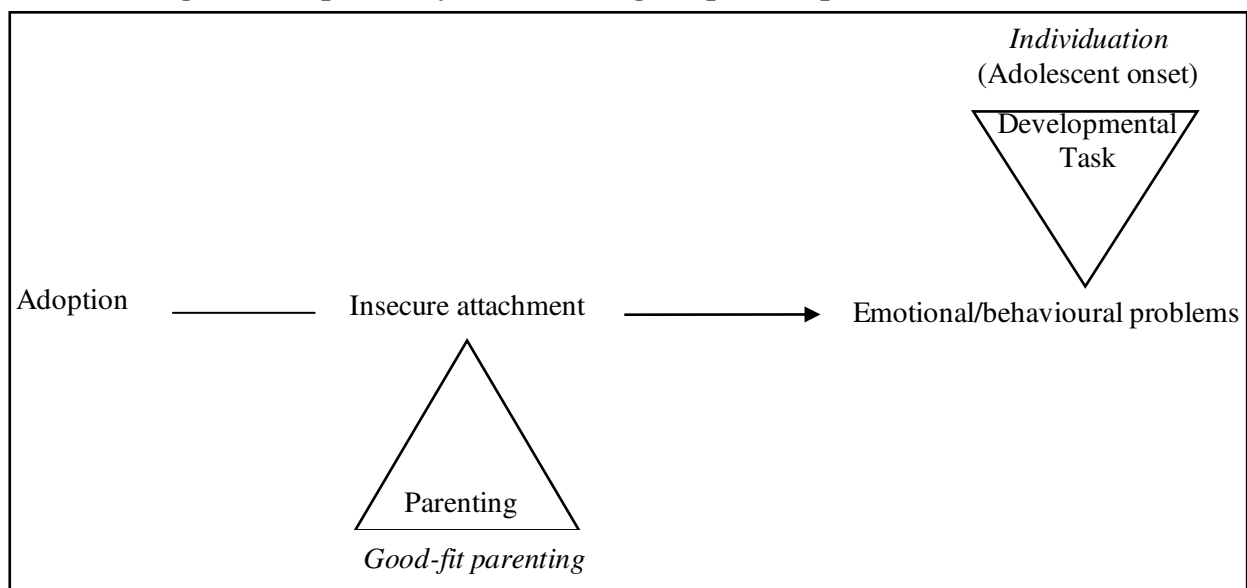 Individuation
(Adolescent onset)
Developmental
Task
Adoption
Insecure attachment
Emotional/behavioural problems
Parenting
Good-fit parenting